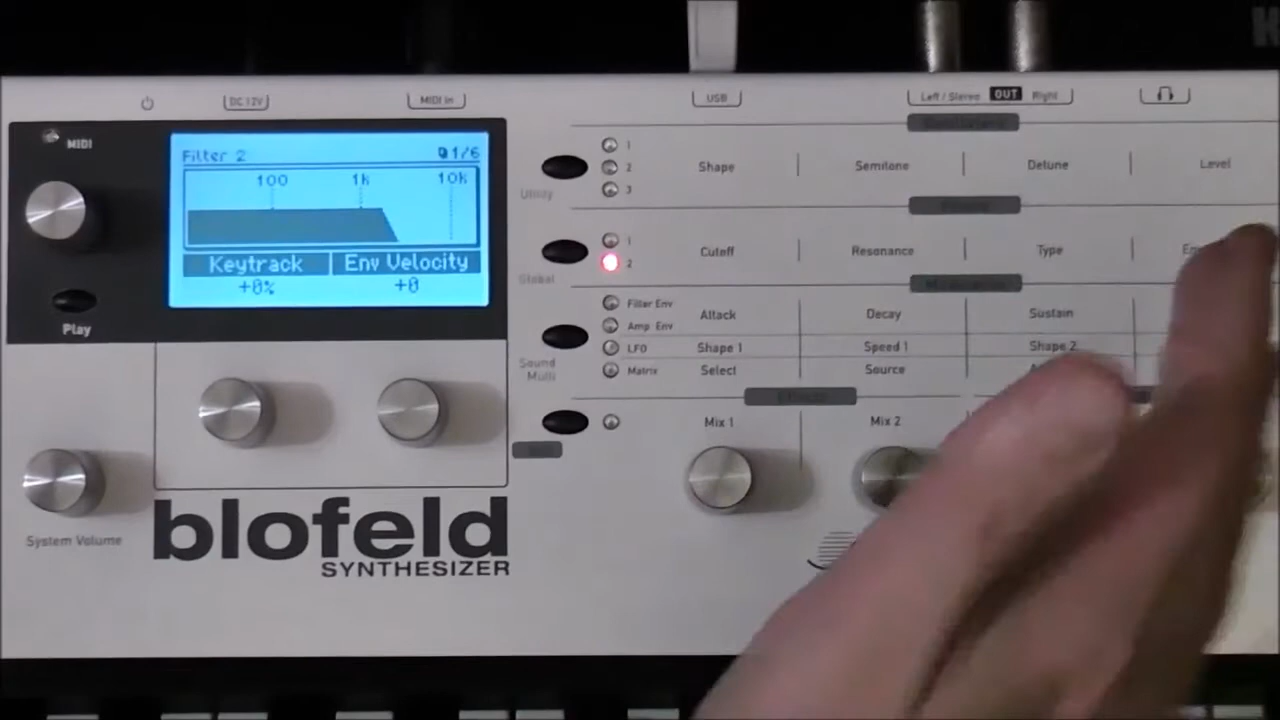 DC 12V
MIDI in
USB
Left / Stereo OUT Right
K
MIDI
Filter 2 1/6
100 1k 10k
Keytrack Env Velocity
+0% +0
Play
System Volume
blofeld
SYNTHESIZER
Utility
Global
Sound
Multi
1
2
3
Shape Semitone Detune Level
1
2
Cutoff Resonance Type
Filter Env Attack Decay Sustain
Amp Env
LFO Shape 1 Speed 1 Shape 2
Matrix Select Source
Effects
Mix 1 Mix 2